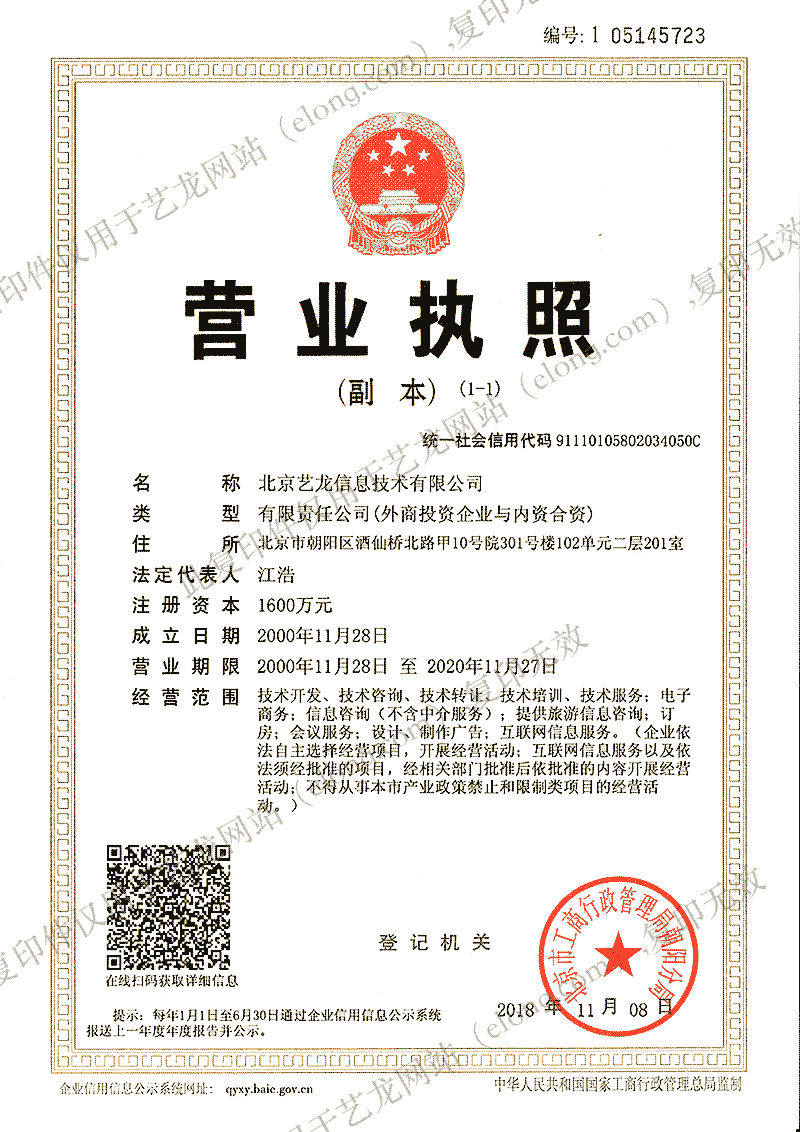 编号: 1 05145723
营业执照
(副 本) (1-1)
统一社会信用代码 91110105802034050C
名 称 北京艺龙信息技术有限公司
类 型 有限责任公司(外商投资企业与内资合资)
住 所 北京市朝阳区酒仙桥北路甲10号院301号楼102单元二层201室
法定代表人 江浩
注册资本 1600万元
成立日期 2000年11月28日
营业期限 2000年11月28日 至 2020年11月27日
经营范围 技术开发、技术咨询、技术转让、技术培训、技术服务；电子
商务；信息咨询（不含中介服务）；提供旅游信息咨询；订
房；会议服务；设计、制作广告；互联网信息服务。（企业依
法自主选择经营项目，开展经营活动；互联网信息服务以及依
法须经批准的项目，经相关部门批准后依批准的内容开展经营
活动；不得从事本市产业政策禁止和限制类项目的经营活
动。）
在线扫码获取详细信息
登记机关
北京市工商行政管理局朝阳分局
2018 年 11 月 08 日
提示：每年1月1日至6月30日通过企业信用信息公示系统
报送上一年度年度报告并公示。
企业信用信息公示系统网址： qyxy.baic.gov.cn
中华人民共和国国家工商行政管理总局监制
此复印件仅用于艺龙网站（elong.com）,复印无效